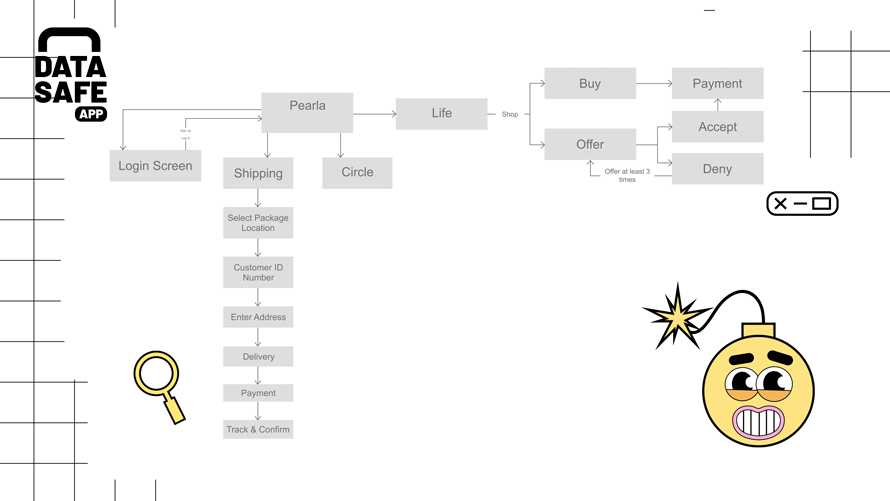 DATA
SAFE
APP
Pearla
Life
Shop
Buy
Payment
Accept
Offer
Deny
Offer at least 3
times
Sign up
Log in
Login Screen
Shipping
Circle
Select Package
Location
Customer ID
Number
Enter Address
Delivery
Payment
Track & Confirm